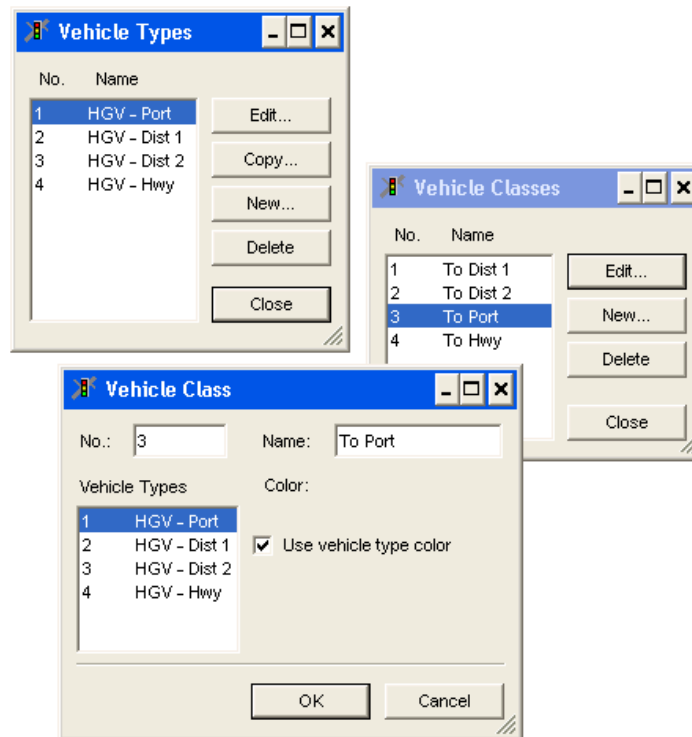 Vehicle Types
No. Name
1 HGV - Port
2 HGV - Dist 1
3 HGV - Dist 2
4 HGV - Hwy
Edit...
Copy...
New...
Delete
Close
Vehicle Classes
No. Name
1 To Dist 1
2 To Dist 2
3 To Port
4 To Hwy
Edit...
New...
Delete
Close
Vehicle Class
No.: 3 Name: To Port
Vehicle Types Color:
1 HGV - Port
2 HGV - Dist 1
3 HGV - Dist 2
4 HGV - Hwy
Use vehicle type color
OK Cancel